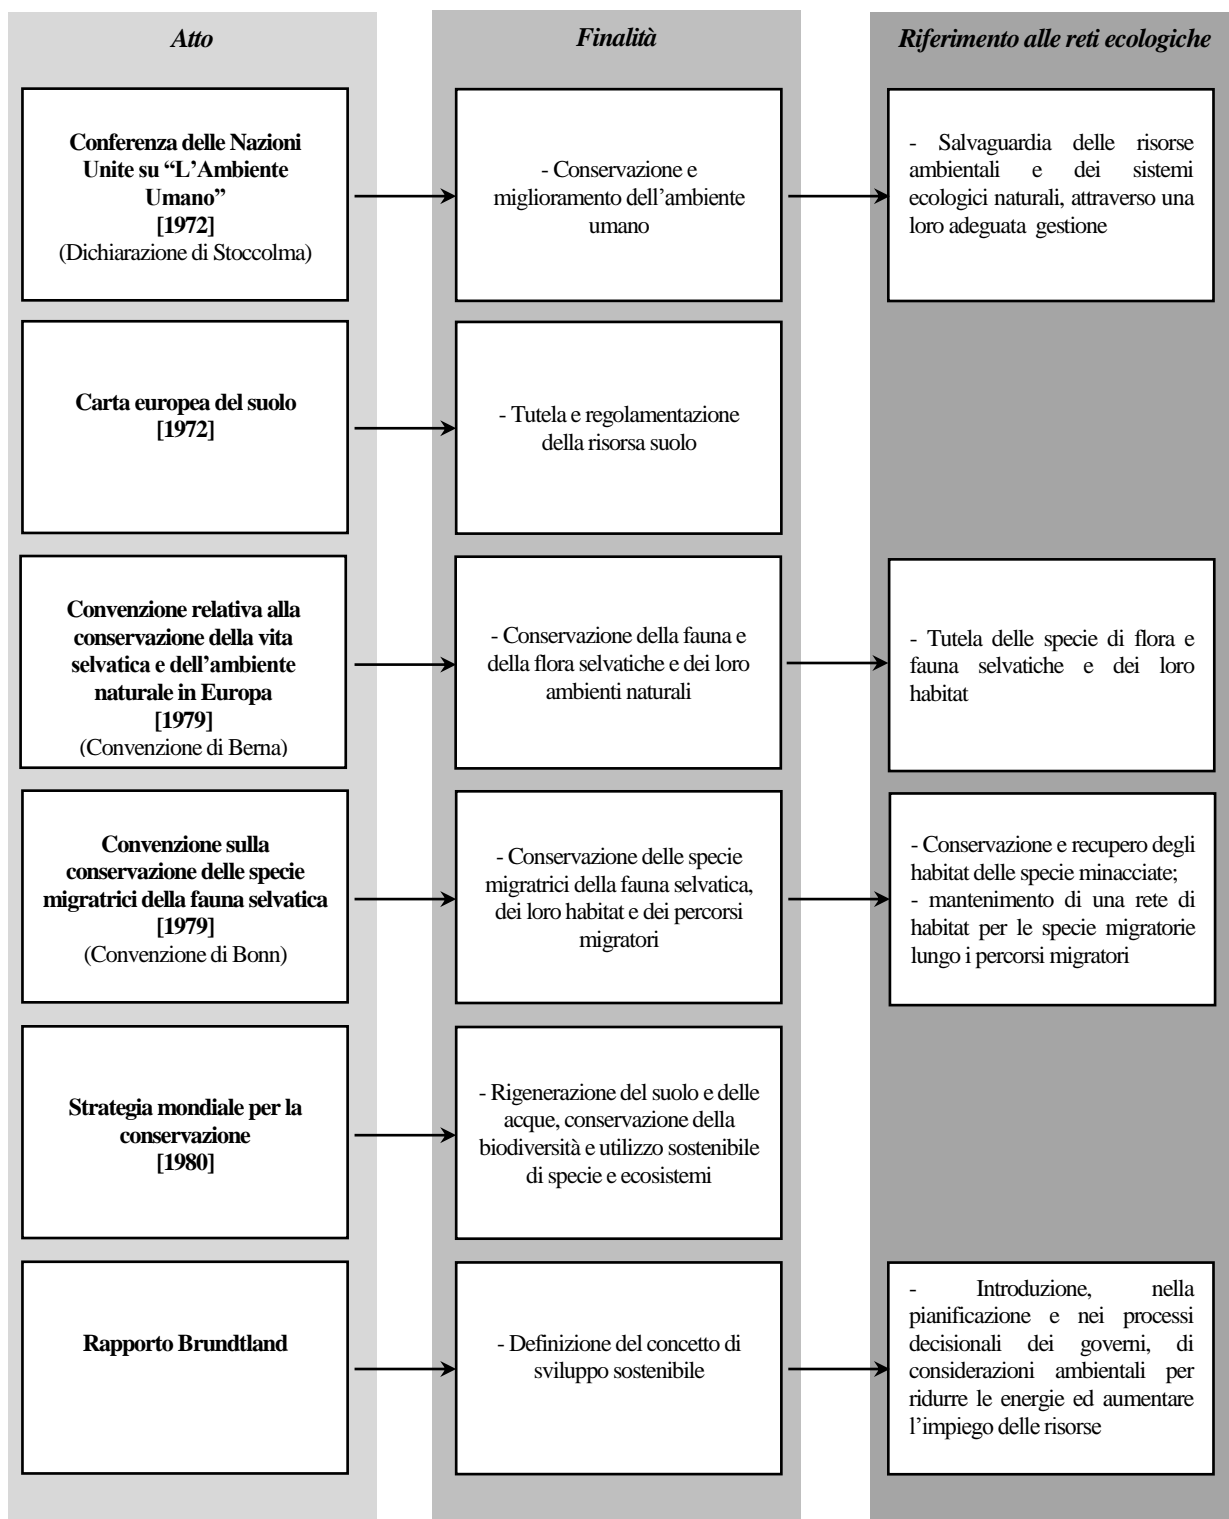 Atto
Finalità
Riferimento alle reti ecologiche
Conferenza delle Nazioni
Unite su “L’Ambiente
Umano”
[1972]
(Dichiarazione di Stoccolma)
- Conservazione e
miglioramento dell’ambiente
umano
- Salvaguardia delle risorse
ambientali e dei sistemi
ecologici naturali, attraverso una
loro adeguata gestione
Carta europea del suolo
[1972]
- Tutela e regolamentazione
della risorsa suolo
Convenzione relativa alla
conservazione della vita
selvatica e dell’ambiente
naturale in Europa
[1979]
(Convenzione di Berna)
- Conservazione della fauna e
della flora selvatiche e dei loro
ambienti naturali
- Tutela delle specie di flora e
fauna selvatiche e dei loro
habitat
Convenzione sulla
conservazione delle specie
migratrici della fauna selvatica
[1979]
(Convenzione di Bonn)
- Conservazione delle specie
migratrici della fauna selvatica,
dei loro habitat e dei percorsi
migratori
- Conservazione e recupero degli
habitat delle specie minacciate;
- mantenimento di una rete di
habitat per le specie migratorie
lungo i percorsi migratori
Strategia mondiale per la
conservazione
[1980]
- Rigenerazione del suolo e delle
acque, conservazione della
biodiversità e utilizzo sostenibile
di specie e ecosistemi
Rapporto Brundtland
- Definizione del concetto di
sviluppo sostenibile
- Introduzione, nella
pianificazione e nei processi
decisionali dei governi, di
considerazioni ambientali per
ridurre le energie ed aumentare
l’impiego delle risorse